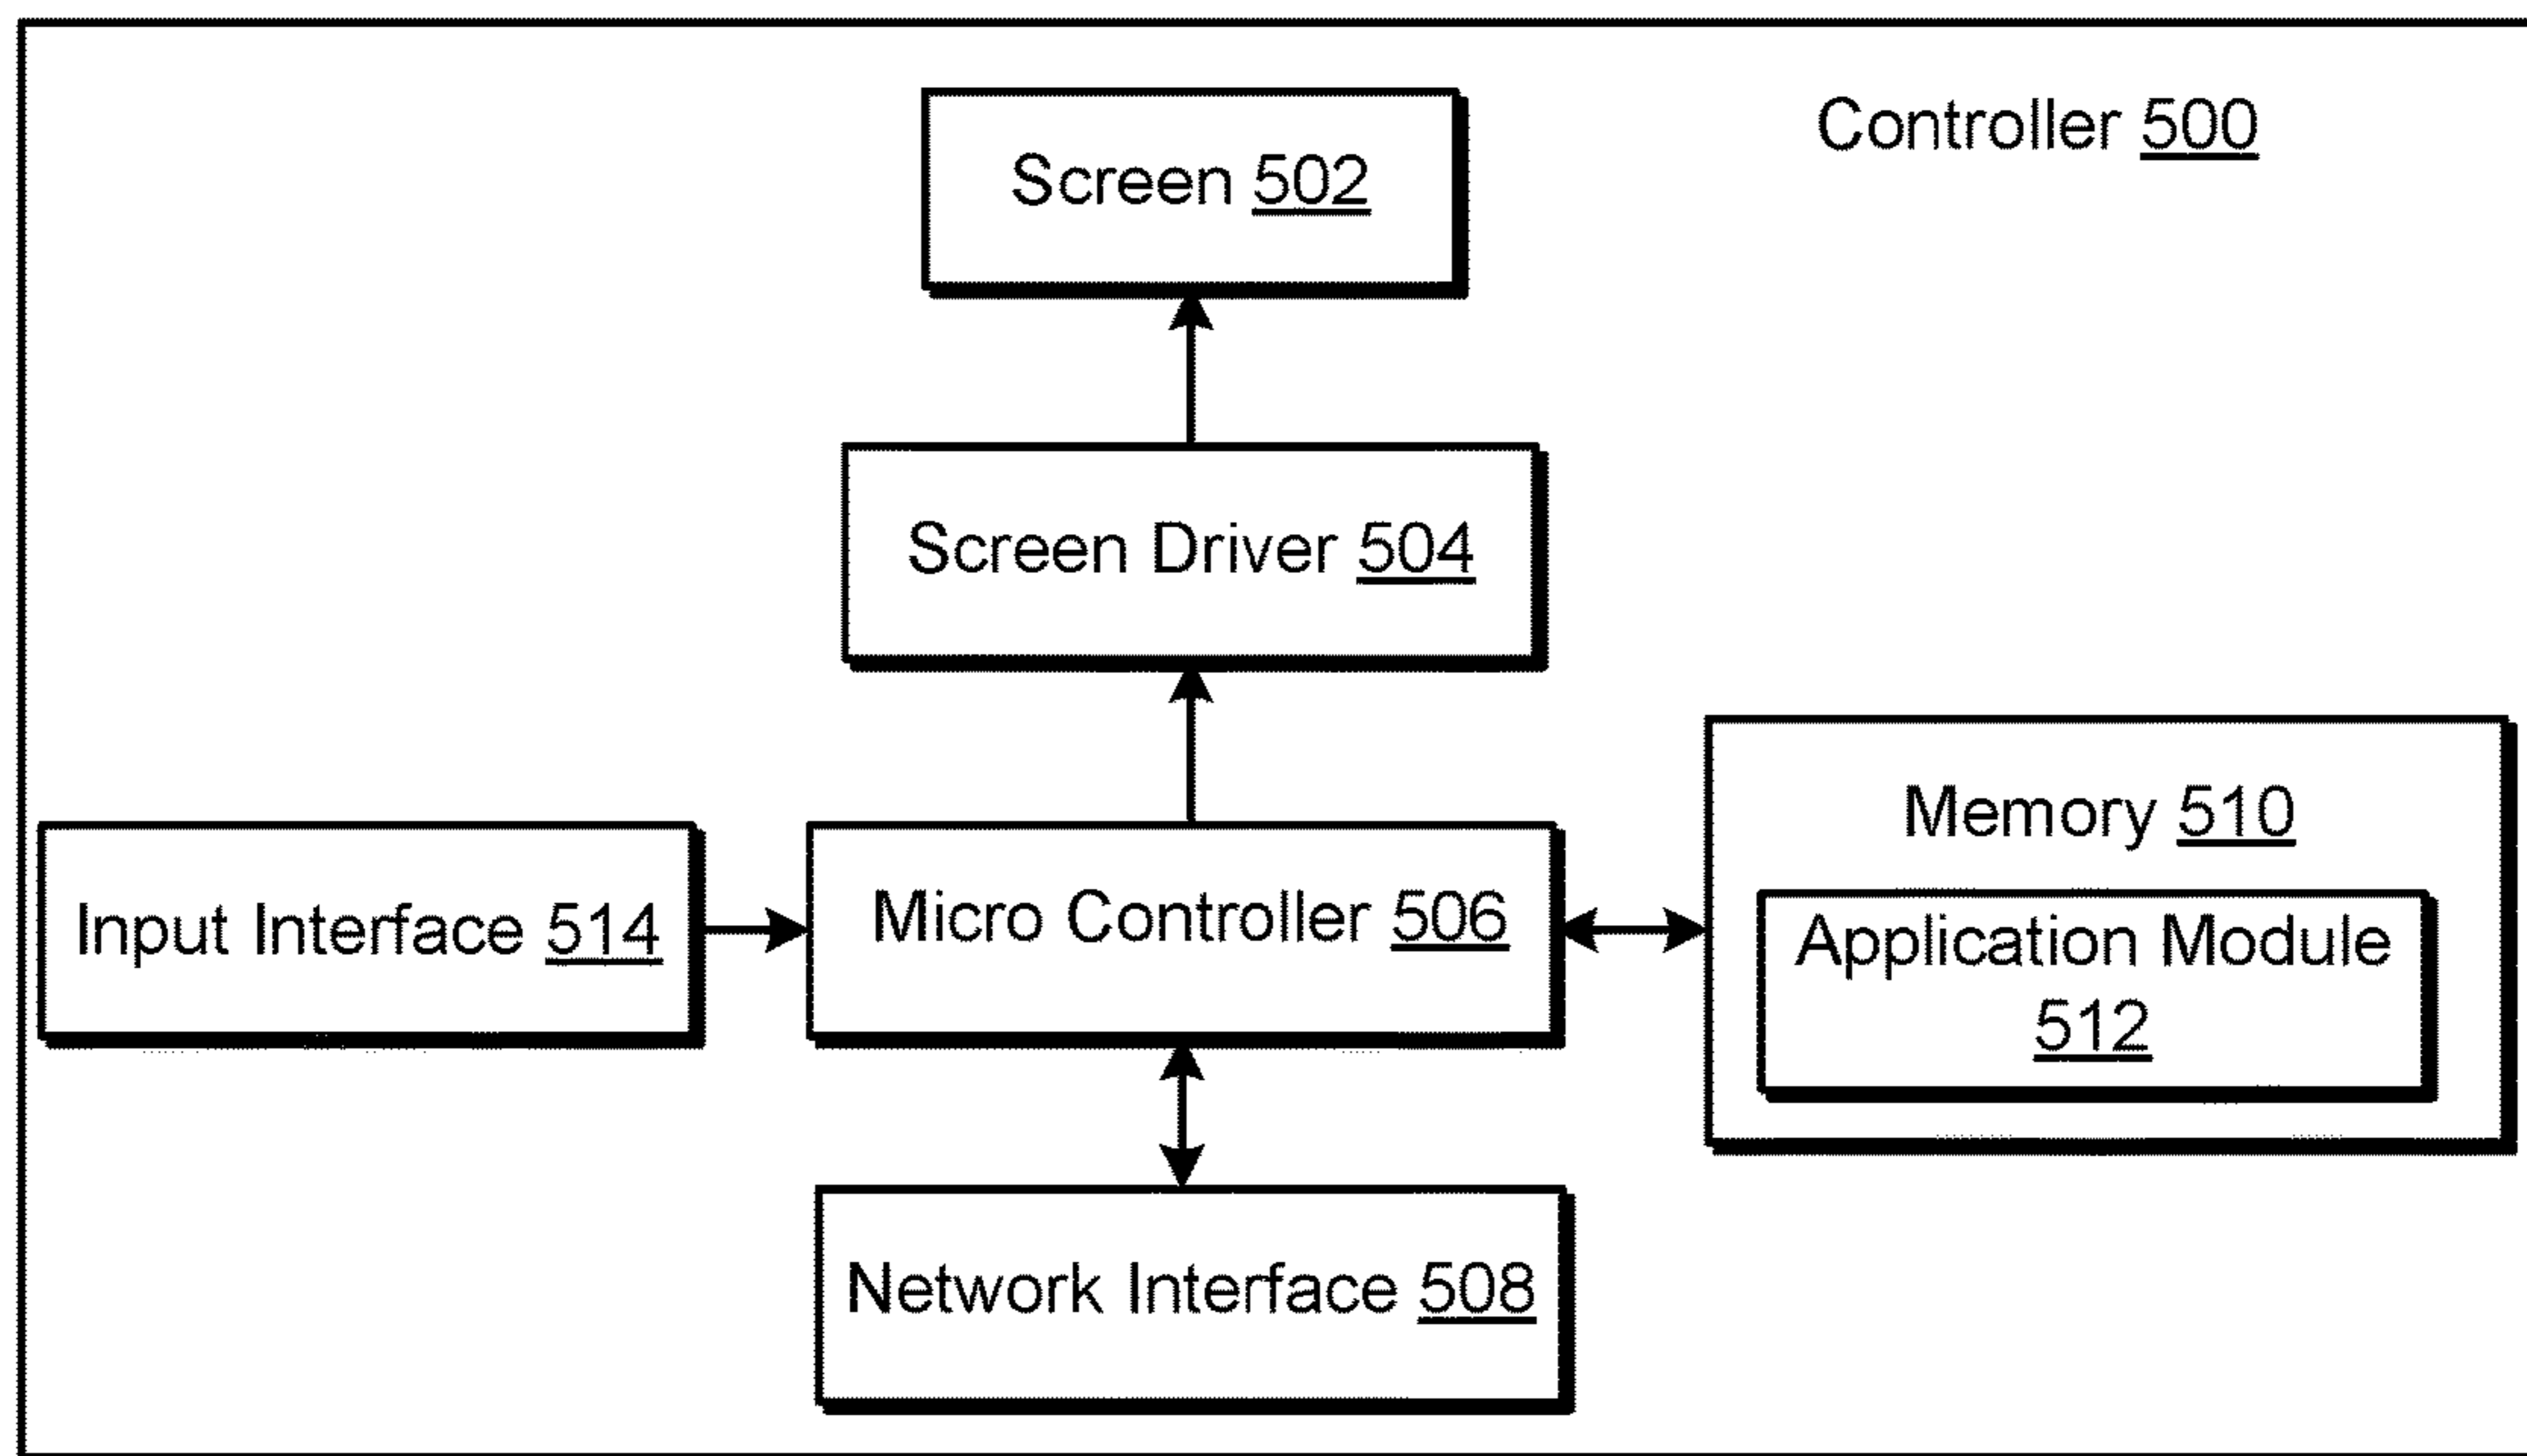 Controller 500
Screen 502
Screen Driver 504
Memory 510
Input Interface 514
Micro Controller 506
Application Module
512
Network Interface 508